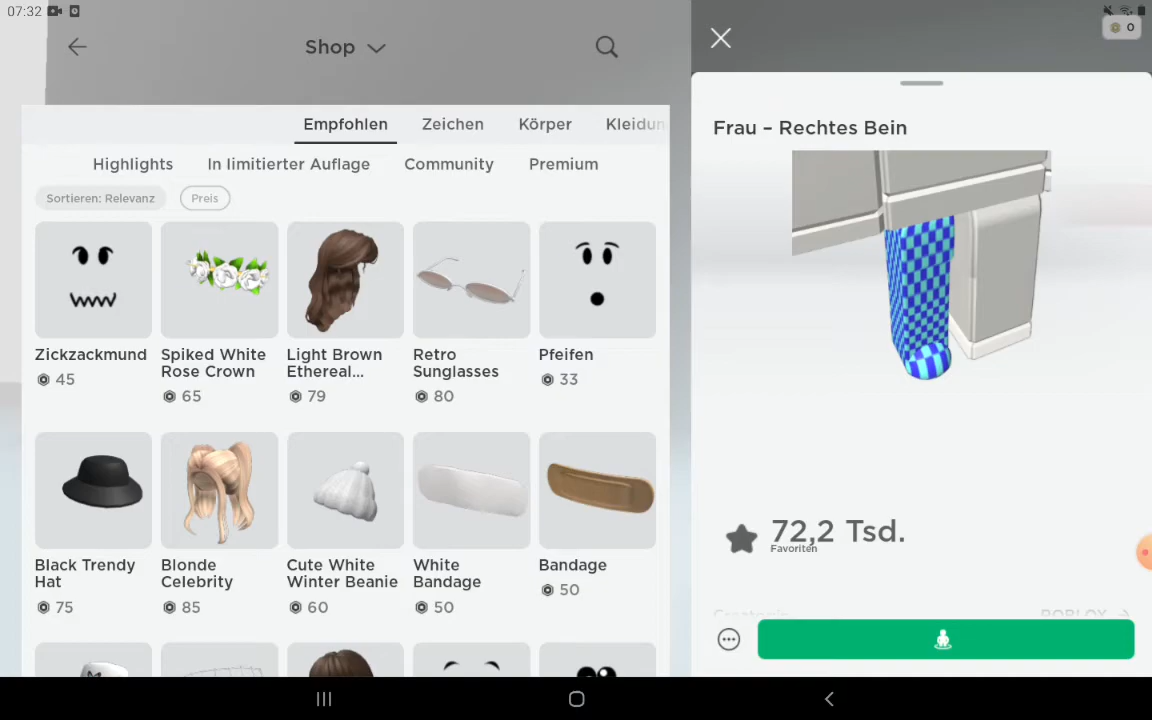 07:32
0
Shop
Empfohlen Zeichen Körper Kleidun
Highlights In limitierter Auflage Community Premium
Sortieren: Relevanz Preis
Zickzackmund
45
Spiked White
Rose Crown
65
Light Brown
Ethereal...
79
Retro
Sunglasses
80
Pfeifen
33
Black Trendy
Hat
75
Blonde
Celebrity
85
Cute White
Winter Beanie
60
White
Bandage
50
Bandage
50
Frau – Rechtes Bein
72,2 Tsd.
Favoriten
ROBLOX